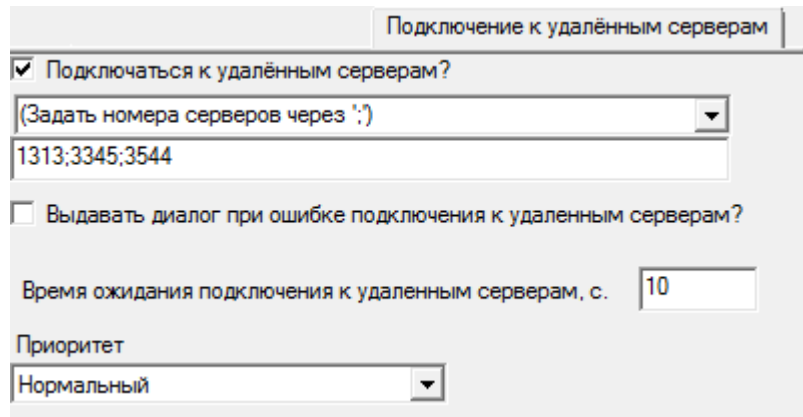 Подключение к удалённым серверам
Подключаться к удалённым серверам?
(Задать номера серверов через ';')
1313;3345;3544
Выдавать диалог при ошибке подключения к удаленным серверам?
Время ожидания подключения к удаленным серверам, с. 10
Приоритет
Нормальный